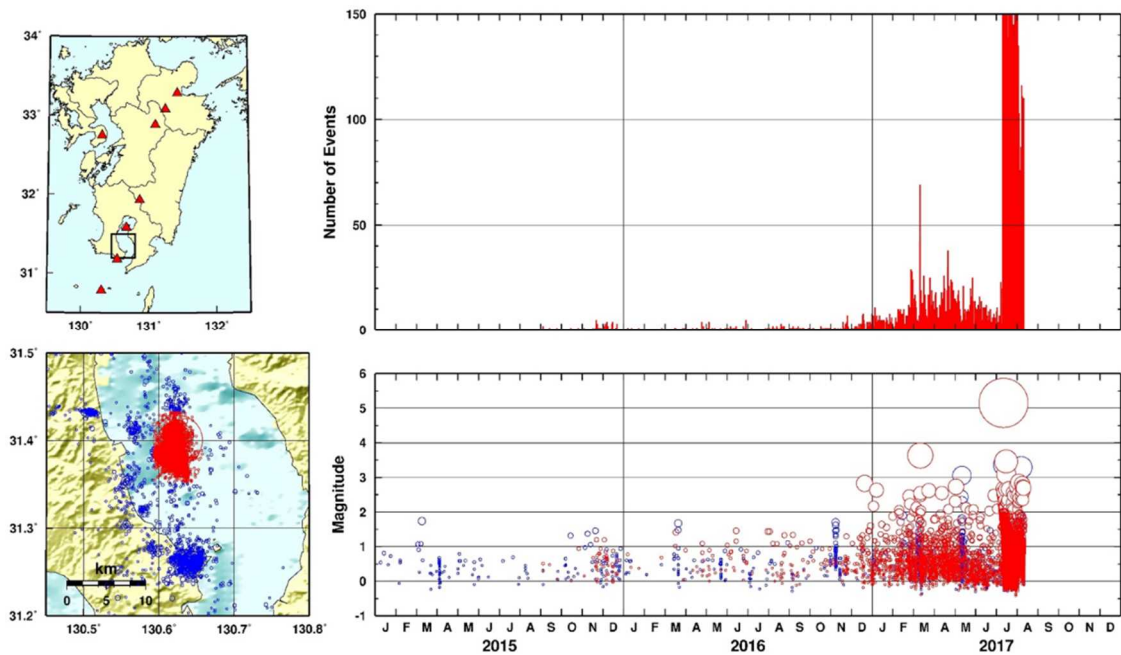 34˚
33˚
32˚
31˚
130˚ 131˚ 132˚
31.5˚
31.4˚
31.3˚
31.2˚
km
0 5 10
130.5˚ 130.6˚ 130.7˚ 130.8˚
150
100
50
0
Number of Events
6
5
4
3
2
1
0
-1
Magnitude
J F M A M J J A S O N D J F M A M J J A S O N D J F M A M J J A S O N D
2015 2016 2017